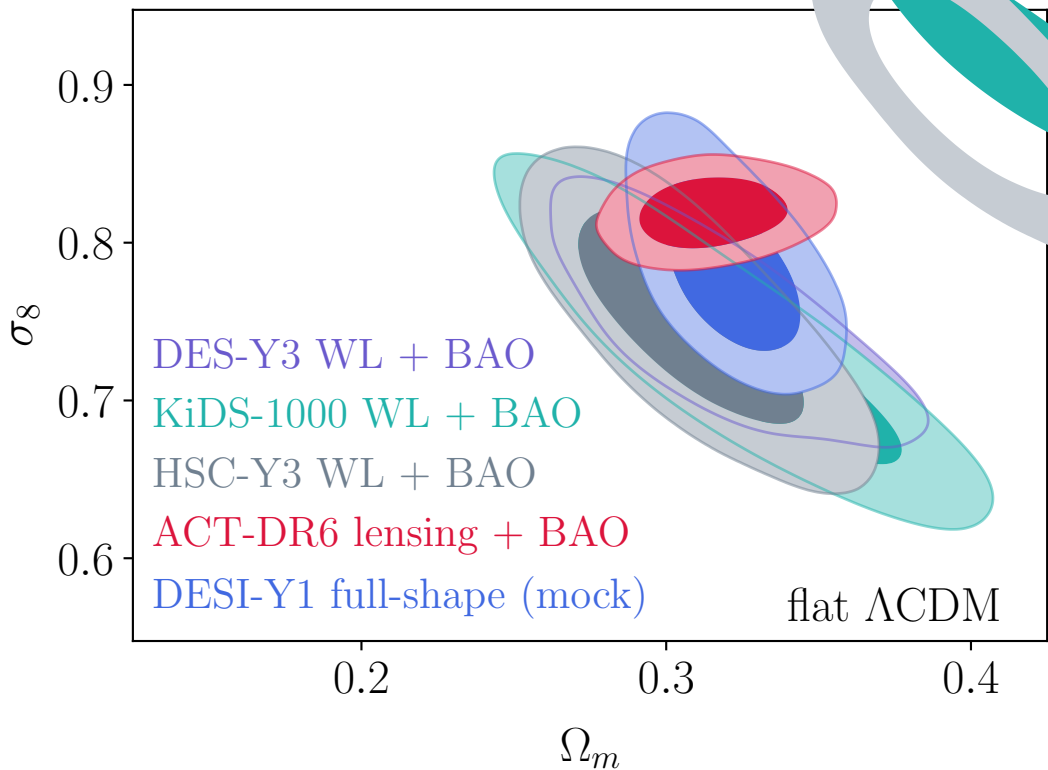 0.9
0.8
0.7
0.6
σ₈
DES-Y3 WL + BAO
KiDS-1000 WL + BAO
HSC-Y3 WL + BAO
ACT-DR6 lensing + BAO
DESI-Y1 full-shape (mock)
flat ΛCDM
0.2 0.3 0.4
Ωₘ